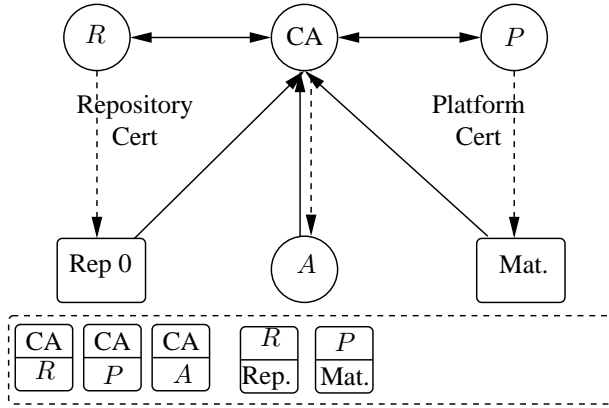 R CA P
Repository Platform
Cert Cert
Rep 0 A Mat.
CA CA CA R P
R P A Rep. Mat.